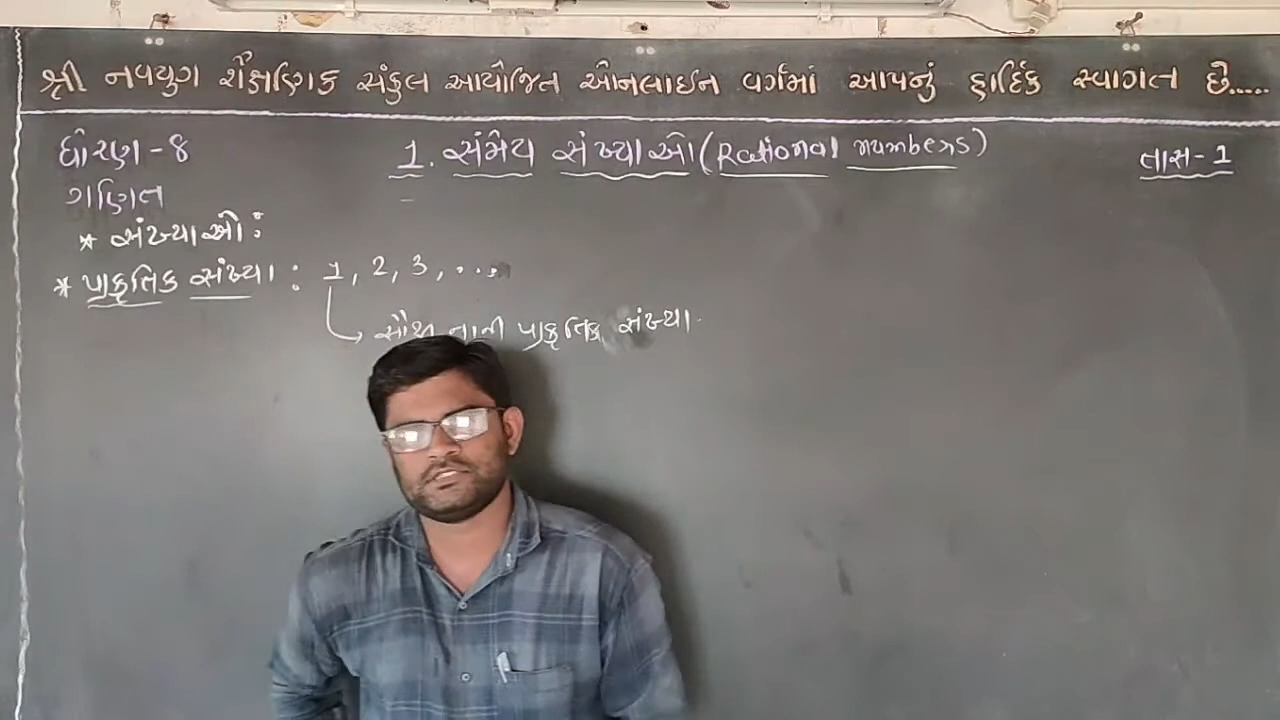 શ્રી નવયુગ શૈક્ષણિક સંકુલ આયોજિત ઓનલાઇન વર્ગમાં આપનું હાર્દિક સ્વાગત છે.....
ધોરણ-8
1. સંમેય સંખ્યાઓ (Rational numbers)
તાસ-1
ગણિત
* સંખ્યાઓ:
* પ્રાકૃતિક સંખ્યા : 1, 2, 3, ....
સૌથી નાની પ્રાકૃતિક સંખ્યા.